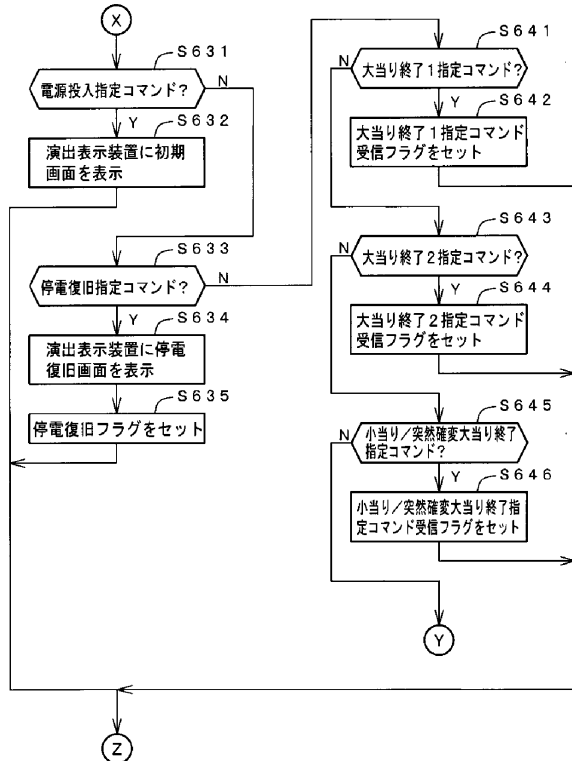 X
S631
電源投入指定コマンド?
N
Y
S632
演出表示装置に初期
画面を表示
S633
停電復旧指定コマンド?
N
Y
S634
演出表示装置に停電
復旧画面を表示
S635
停電復旧フラグをセット
Z
S641
N
大当り終了1指定コマンド?
Y
S642
大当り終了1指定コマンド
受信フラグをセット
S643
N
大当り終了2指定コマンド?
Y
S644
大当り終了2指定コマンド
受信フラグをセット
S645
N
小当り/突然確変大当り終了
指定コマンド?
Y
S646
小当り/突然確変大当り終了指
定コマンド受信フラグをセット
Y